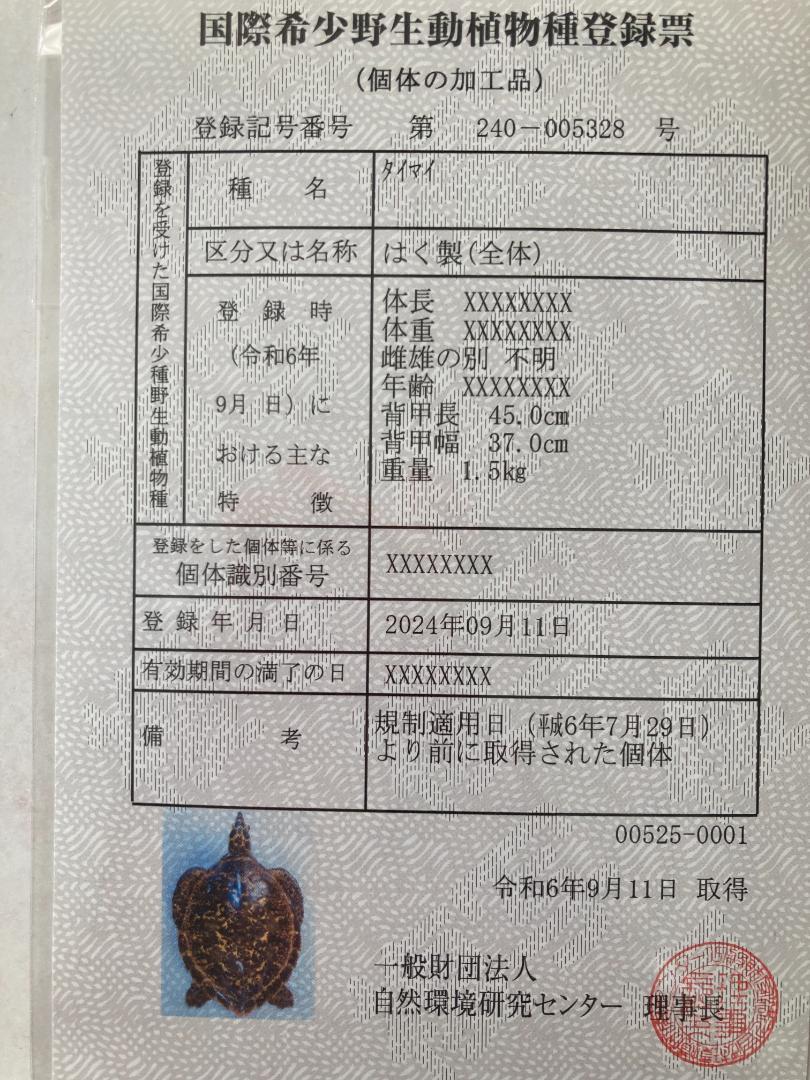 国際希少野生動植物種登録票
（個体の加工品）
登録記号番号 第 240－005328 号
登録を受けた国際希少種野生動植物種
種 名 ﾀｲﾏｲ
区分又は名称 はく製(全体)
登 録 時
(令和6年
9月 日) に
おける主な
特 徴
体長 XXXXXXXX
体重 XXXXXXXX
雌雄の別 不明
年齢 XXXXXXXX
背甲長 45.0cm
背甲幅 37.0cm
重量 1.5kg
登録をした個体等に係る
個体識別番号 XXXXXXXX
登録年月日 2024年09月11日
有効期間の満了の日 XXXXXXXX
備 考
規制適用日 (平成6年7月29日)
より前に取得された個体
00525-0001
令和6年9月11日 取得
一般財団法人
自然環境研究センター 理事長